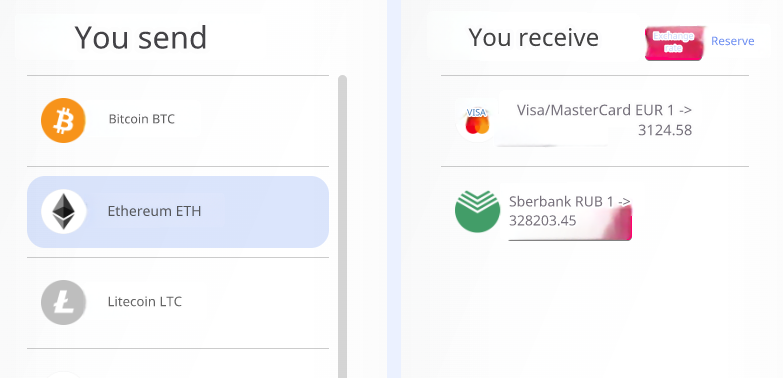 You send
You receive
Exchange
rate
Reserve
Bitcoin BTC
VISA
Visa/MasterCard EUR 1 ->
3124.58
Ethereum ETH
Sberbank RUB 1 ->
328203.45
Litecoin LTC